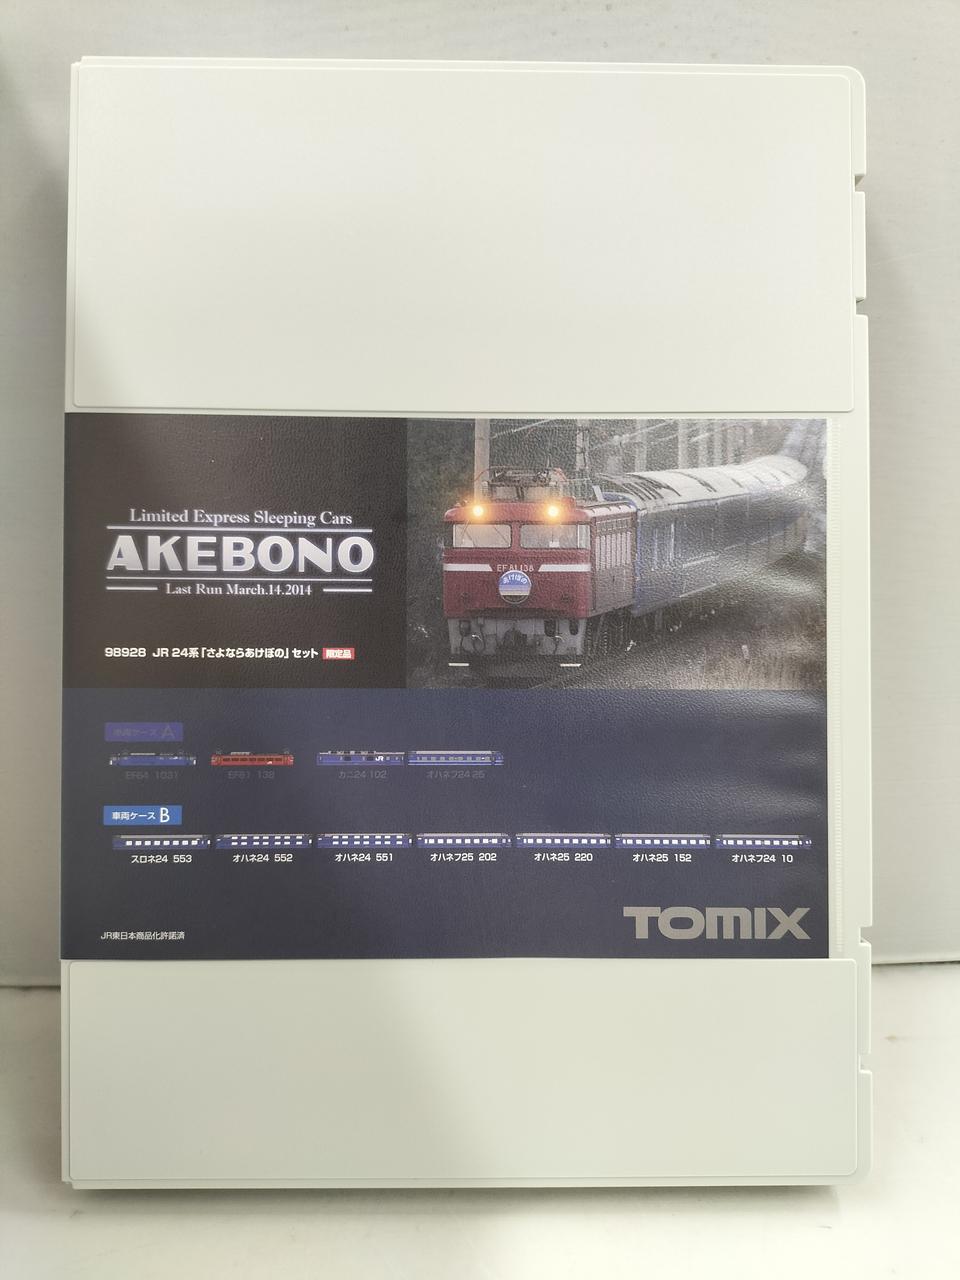 Limited Express Sleeping Cars
AKEBONO
Last Run March.14.2014
98928 JR 24系「さよならあけぼの」セット 限定品
EF81 138
あけぼの
車両ケース A
JR
EF64 1031 EF81 138 カニ24 102 オハネフ24 25
車両ケース B
スロネ24 553 オハネ24 552 オハネ24 551 オハネフ25 202 オハネ25 220 オハネ25 152 オハネフ24 10
JR東日本商品化許諾済
TOMIX